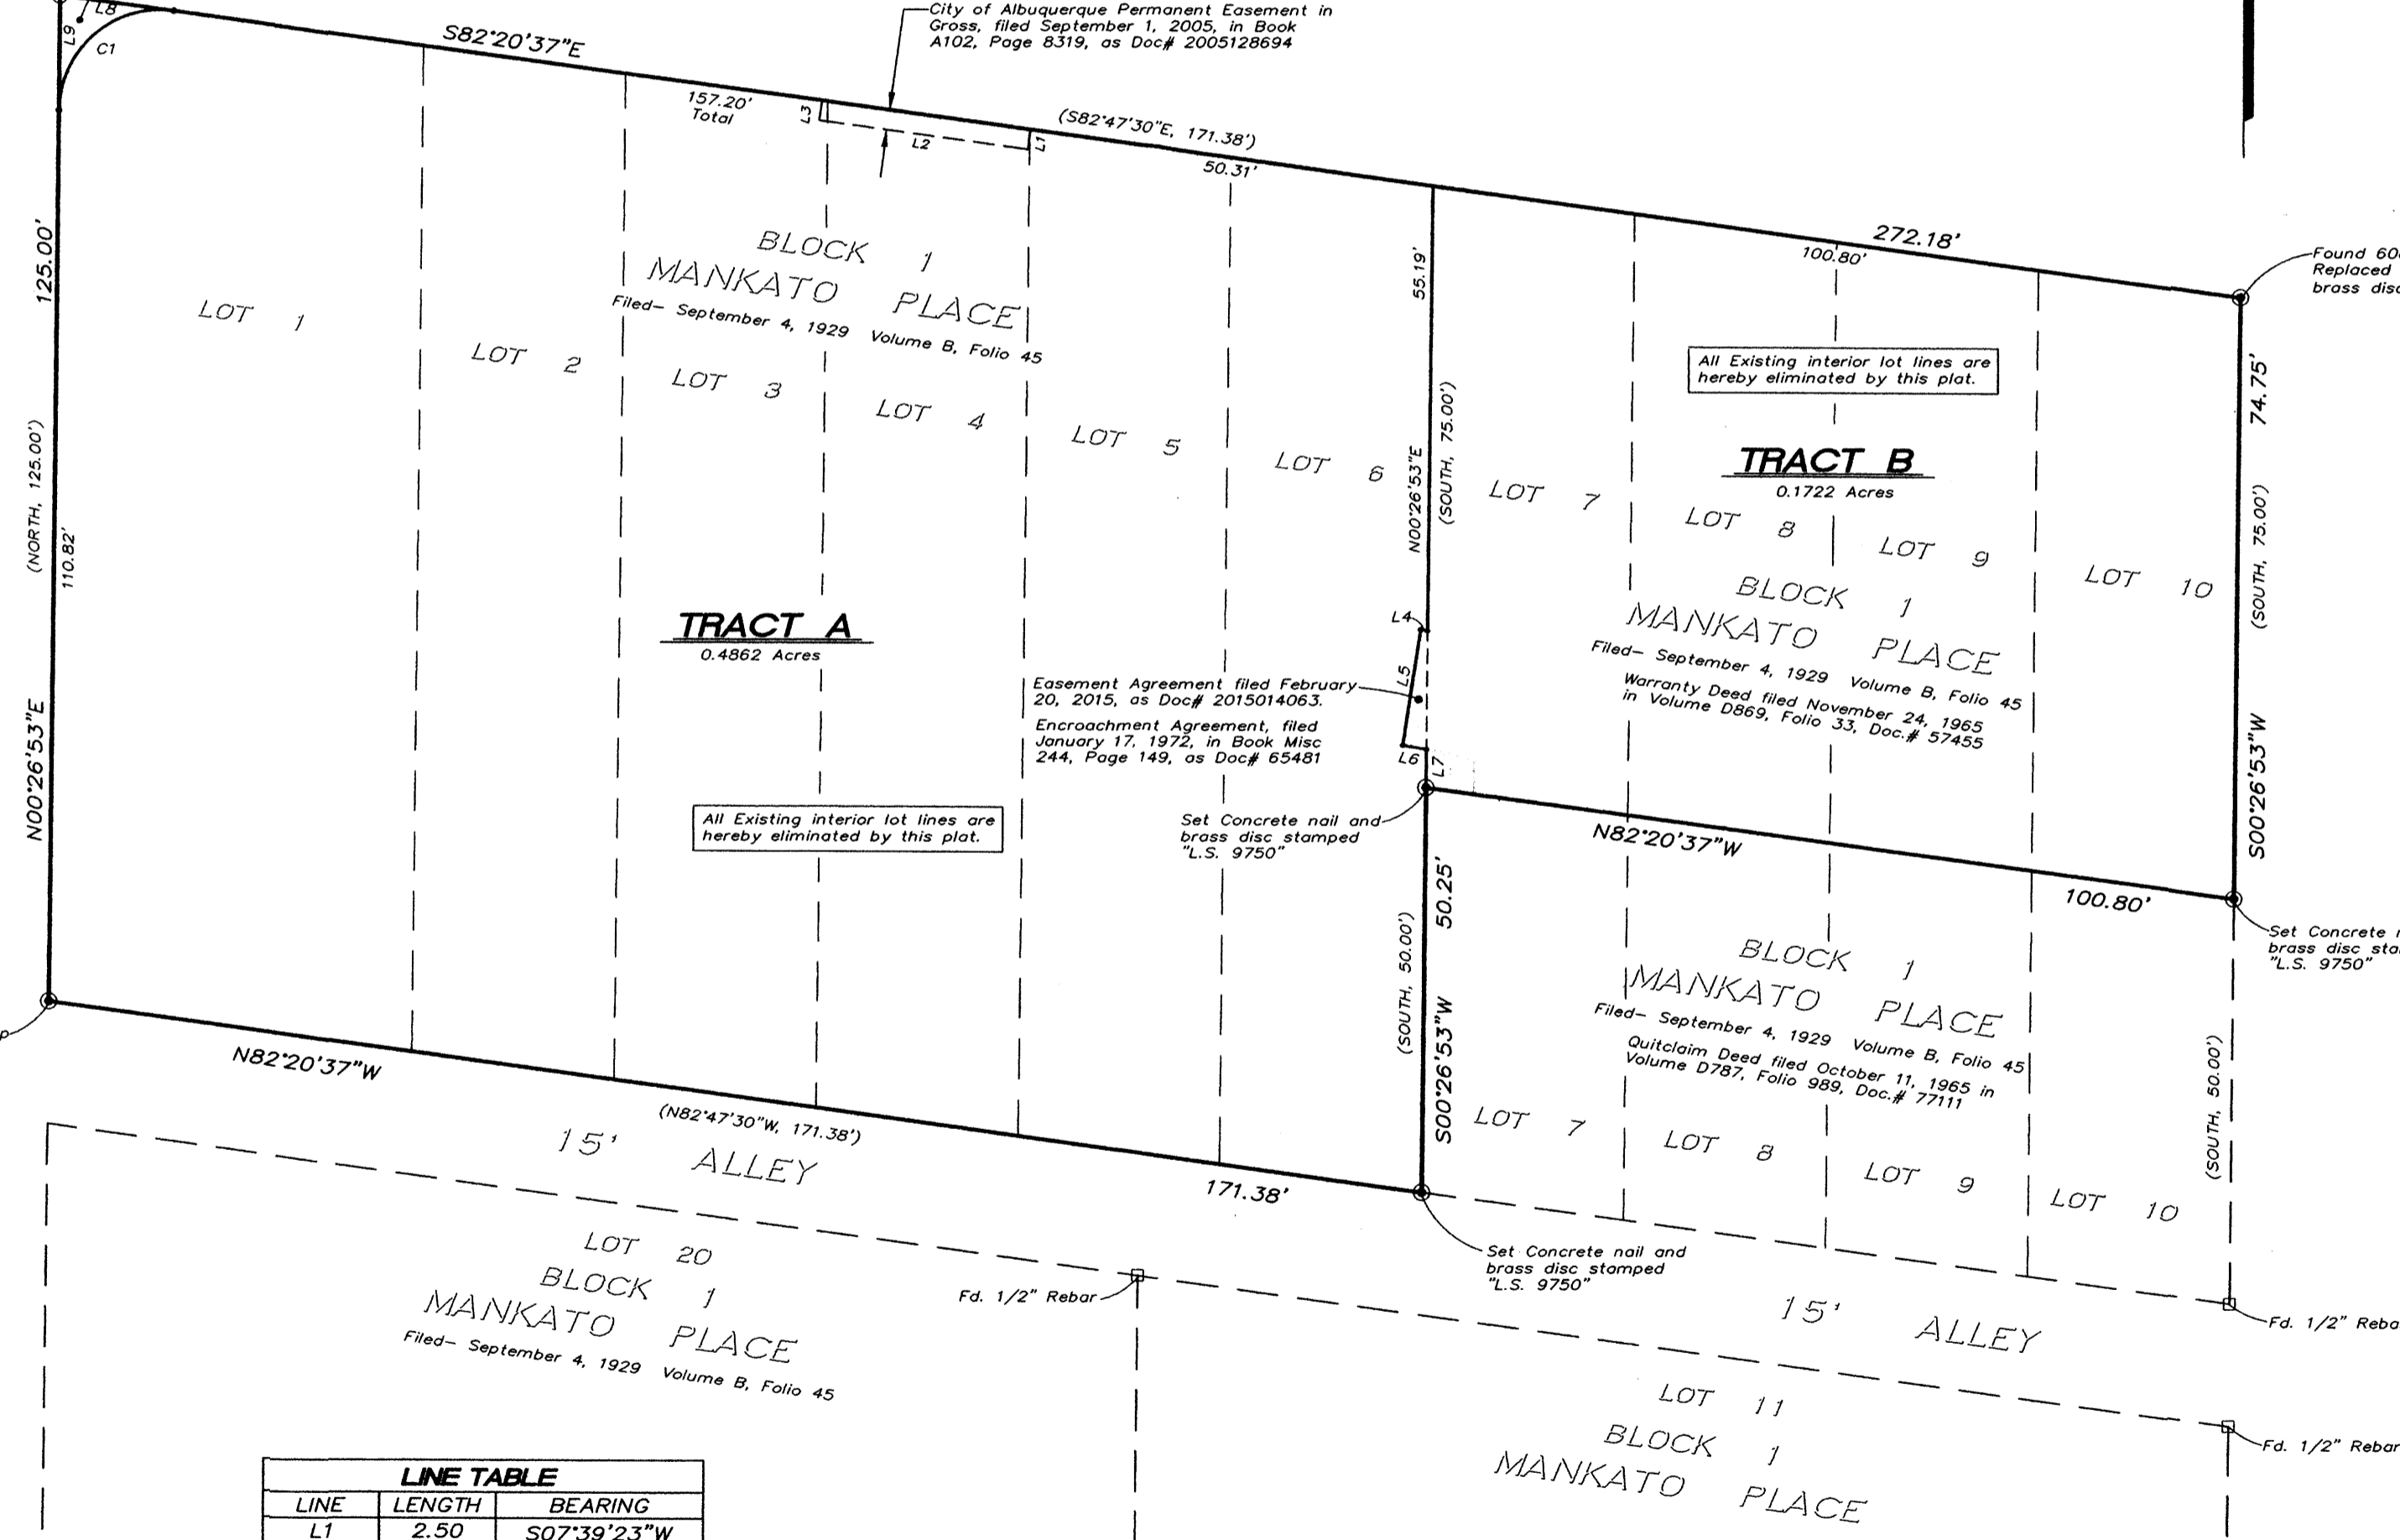 L8
L9
C1
S82°20'37"E
City of Albuquerque Permanent Easement in
Gross, filed September 1, 2005, in Book
A102, Page 8319, as Doc# 2005128694
157.20'
Total
L3
L2
L1
(S82°47'30"E, 171.38')
50.31'
272.18'
100.80'
Replaced
125.00'
(NORTH, 125.00')
110.82'
N00°26'53"E
BLOCK 1
MANKATO PLACE
Filed- September 4, 1929 Volume B, Folio 45
LOT 1
LOT 2
LOT 3
LOT 4
LOT 5
LOT 6
55.19'
N00°26'53"E
(SOUTH, 75.00')
All Existing interior lot lines are
hereby eliminated by this plat.
TRACT B
0.1722 Acres
LOT 7
LOT 8
LOT 9
LOT 10
BLOCK 1
MANKATO PLACE
Filed- September 4, 1929 Volume B, Folio 45
Warranty Deed filed November 24, 1965
in Volume D869, Folio 33, Doc.# 57455
74.75'
(SOUTH, 75.00')
S00°26'53"W
TRACT A
0.4862 Acres
L4
L5
L6
L7
Easement Agreement filed February
20, 2015, as Doc# 2015014063.
Encroachment Agreement, filed
January 17, 1972, in Book Misc
244, Page 149, as Doc# 65481
All Existing interior lot lines are
hereby eliminated by this plat.
Set Concrete nail and
brass disc stamped
"L.S. 9750"
N82°20'37"W
100.80'
Set Concrete
brass disc
"L.S. 9750"
50.25'
(SOUTH, 50.00')
S00°26'53"W
BLOCK 1
MANKATO PLACE
Filed- September 4, 1929 Volume B, Folio 45
Quitclaim Deed filed October 11, 1965 in
Volume D787, Folio 989, Doc.# 77111
LOT 7
LOT 8
LOT 9
LOT 10
(SOUTH, 50.00')
N82°20'37"W
(N82°47'30"W, 171.38')
171.38'
15' ALLEY
Set Concrete nail and
brass disc stamped
"L.S. 9750"
LOT 20
BLOCK 1
MANKATO PLACE
Filed- September 4, 1929 Volume B, Folio 45
Fd. 1/2" Rebar
15' ALLEY
Fd. 1/2"
LOT 11
BLOCK 1
MANKATO PLACE
Fd. 1/2" Rebar
LINE TABLE
LINE LENGTH BEARING
L1 2.50 S07°39'23"W